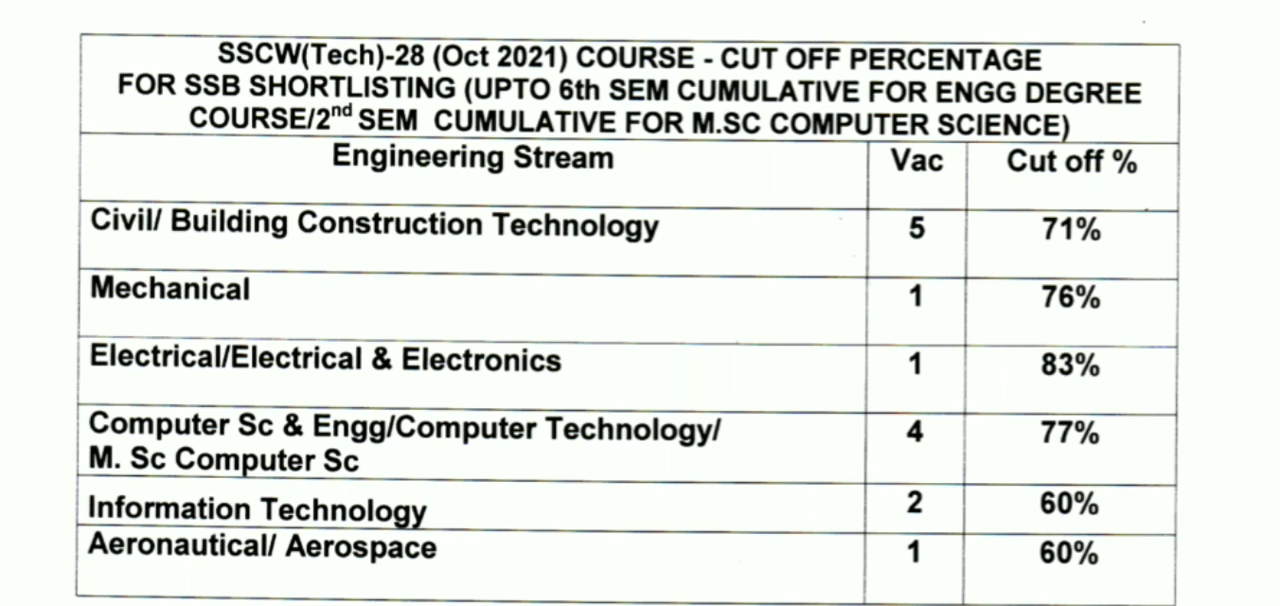 SSCW(Tech)-28 (Oct 2021) COURSE - CUT OFF PERCENTAGE
FOR SSB SHORTLISTING (UPTO 6th SEM CUMULATIVE FOR ENGG DEGREE
COURSE/2nd SEM CUMULATIVE FOR M.SC COMPUTER SCIENCE)
Engineering Stream Vac Cut off %
Civil/ Building Construction Technology 5 71%
Mechanical 1 76%
Electrical/Electrical & Electronics 1 83%
Computer Sc & Engg/Computer Technology/ 4 77%
M. Sc Computer Sc
Information Technology 2 60%
Aeronautical/ Aerospace 1 60%